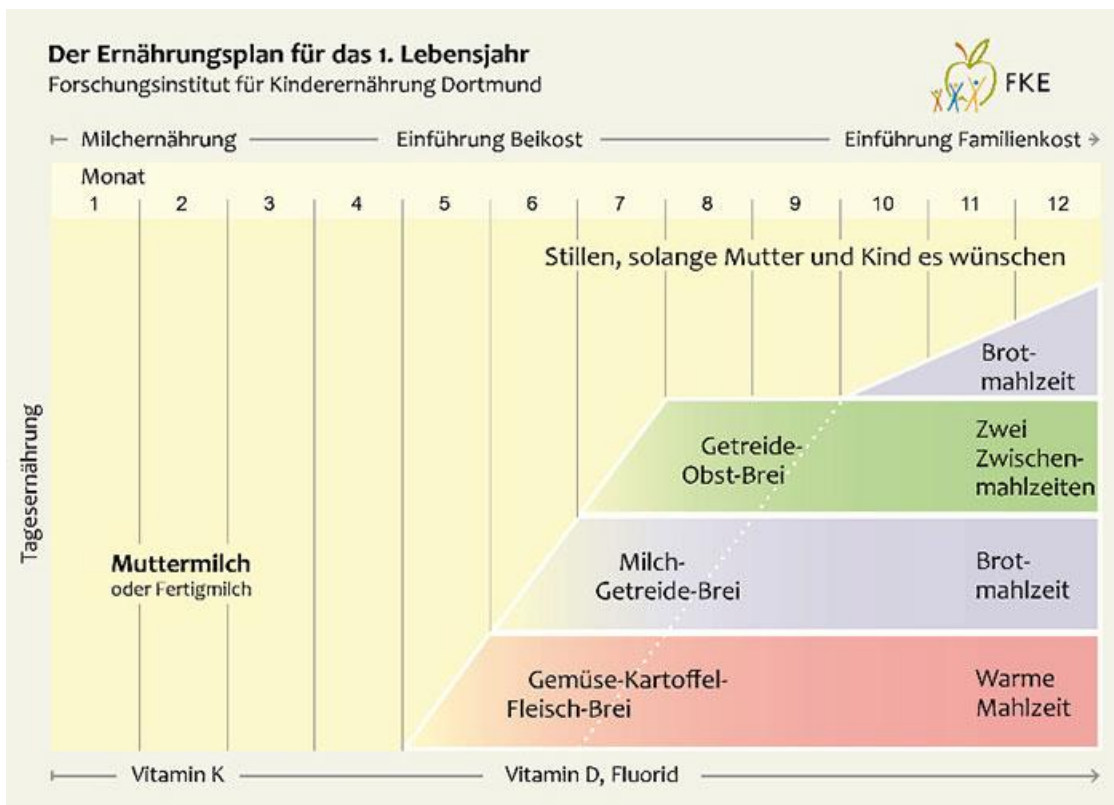 Der Ernährungsplan für das 1. Lebensjahr
Forschungsinstitut für Kinderernährung Dortmund
FKE
Milchernährung
Einführung Beikost
Einführung Familienkost
Monat
1 2 3 4 5 6 7 8 9 10 11 12
Stillen, solange Mutter und Kind es wünschen
Brot-
mahlzeit
Getreide-
Obst-Brei
Zwei
Zwischen-
mahlzeiten
Tagesernährung
Muttermilch
oder Fertigmilch
Milch-
Getreide-Brei
Brot-
mahlzeit
Gemüse-Kartoffel-
Fleisch-Brei
Warme
Mahlzeit
Vitamin K
Vitamin D, Fluorid